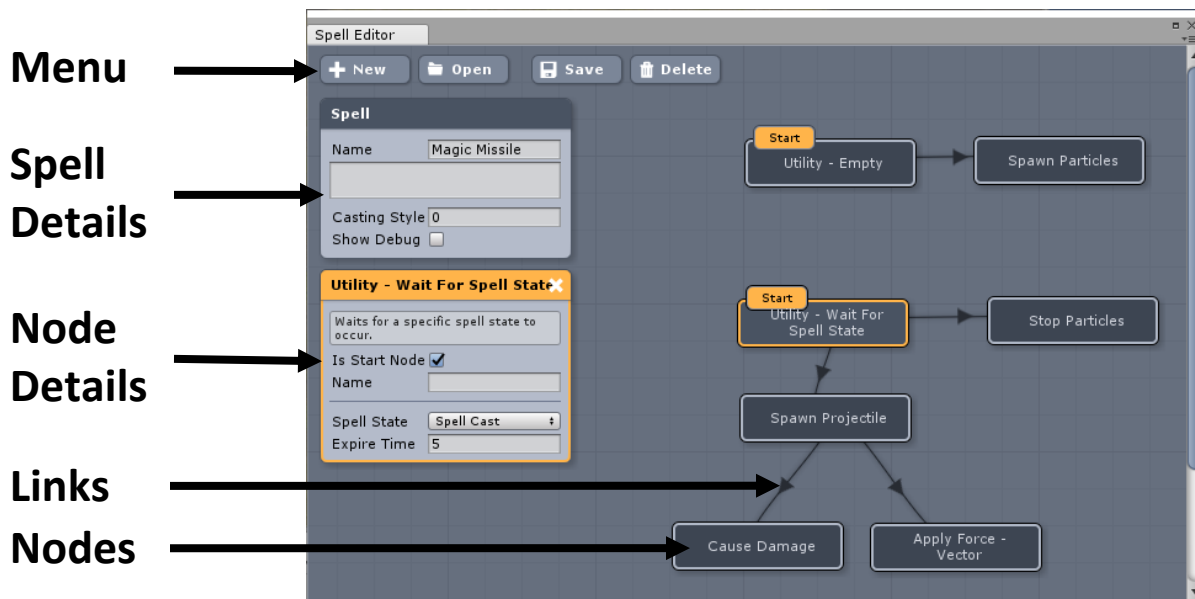 Spell Editor
Menu
New
Open
Save
Delete
Spell
Details
Spell
Name
Magic Missile
Casting Style
0
Show Debug
Start
Utility - Empty
Spawn Particles
Node
Details
Utility - Wait For Spell State
Waits for a specific spell state to
occur.
Is Start Node
Name
Spell State
Spell Cast
Expire Time
5
Start
Utility - Wait For
Spell State
Stop Particles
Spawn Projectile
Links
Nodes
Cause Damage
Apply Force -
Vector